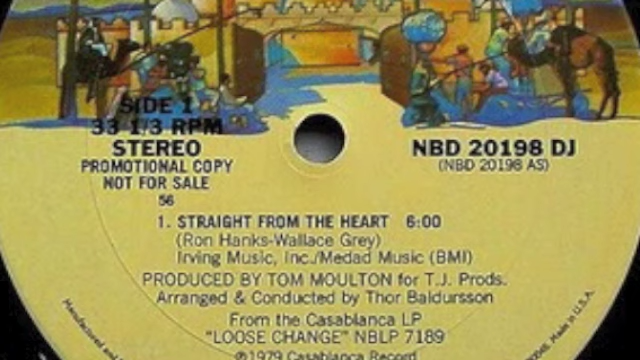 SIDE 1
33 1/3 RPM
STEREO
PROMOTIONAL COPY
NOT FOR SALE
56
NBD 20198 DJ
(NBD 20198 AS)
1. STRAIGHT FROM THE HEART 6:00
(Ron Hanks-Wallace Grey)
Irving Music, Inc./Medad Music (BMI)
PRODUCED BY TOM MOULTON for T.J. Prods.
Arranged & Conducted by Thor Baldursson
From the Casablanca LP
"LOOSE CHANGE" NBLP 7189
℗1979 Casablanca Record
Manufactured and
Made in U.S.A.